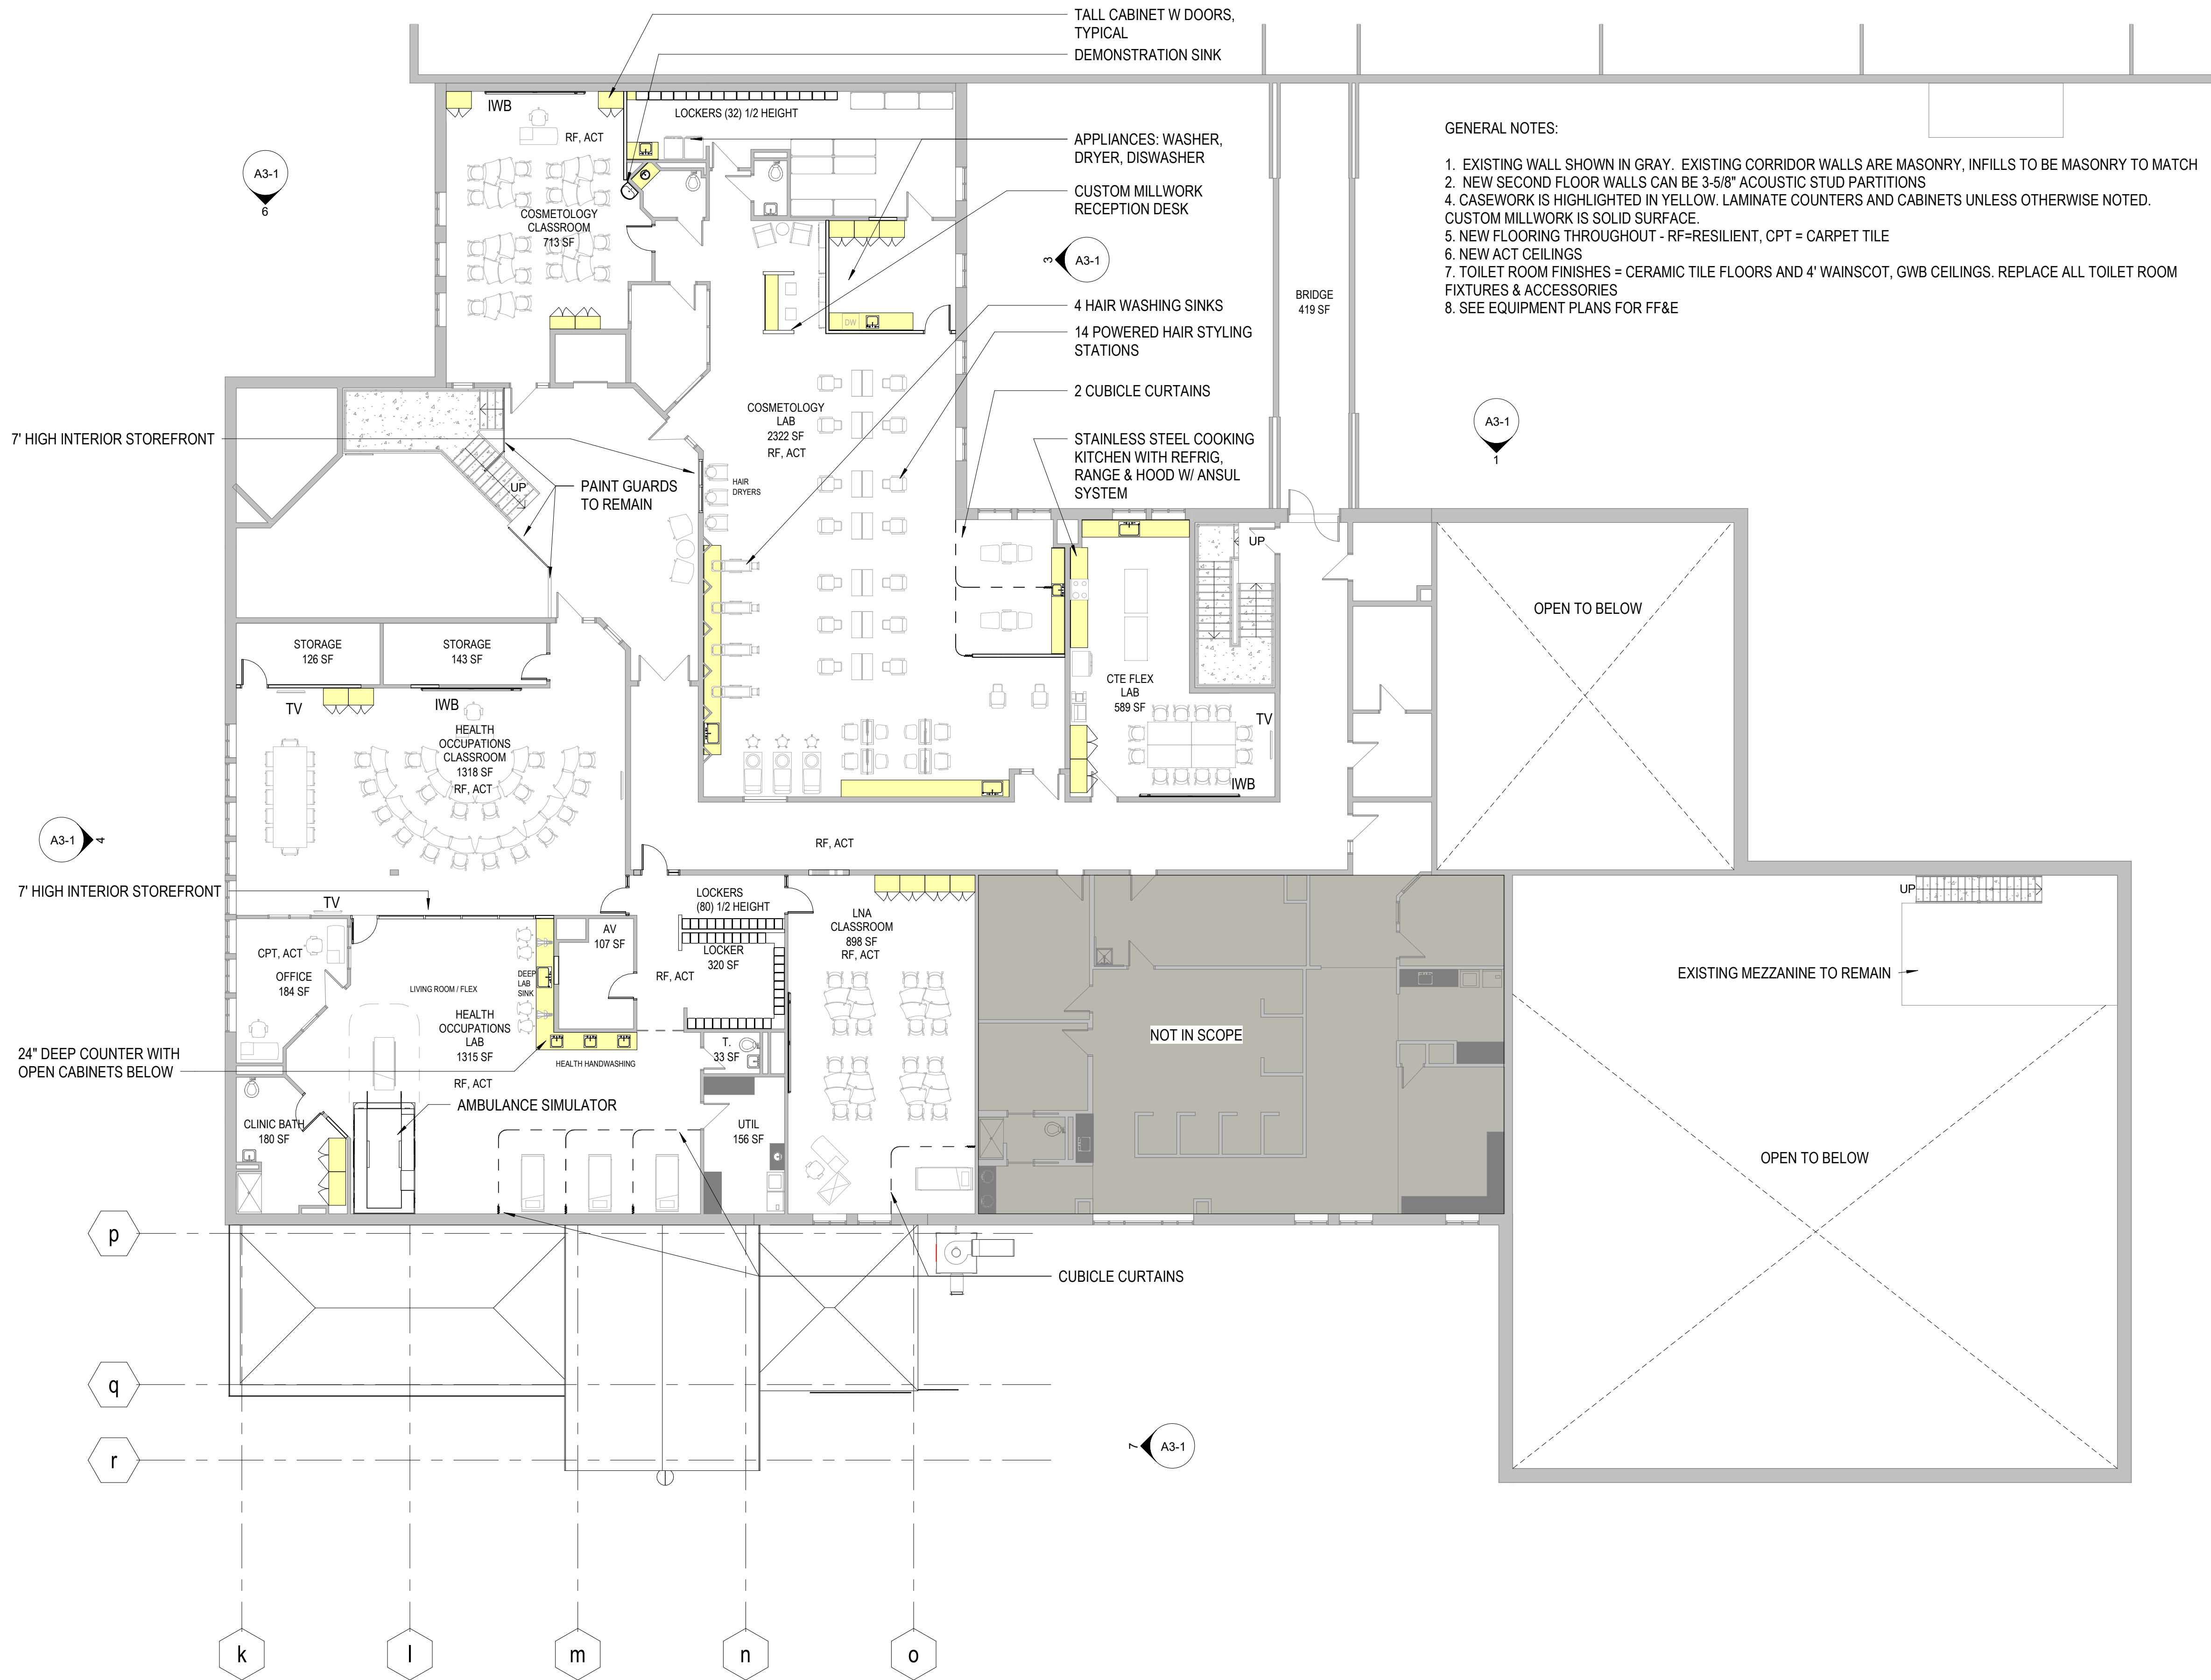 TALL CABINET W DOORS,
TYPICAL
DEMONSTRATION SINK
IWB
LOCKERS (32) 1/2 HEIGHT
RF, ACT
APPLIANCES: WASHER,
DRYER, DISWASHER
A3-1
6
CUSTOM MILLWORK
RECEPTION DESK
COSMETOLOGY
CLASSROOM
713 SF
3
A3-1
GENERAL NOTES:
1. EXISTING WALL SHOWN IN GRAY. EXISTING CORRIDOR WALLS ARE MASONRY, INFILLS TO BE MASONRY TO MATCH
2. NEW SECOND FLOOR WALLS CAN BE 3-5/8" ACOUSTIC STUD PARTITIONS
4. CASEWORK IS HIGHLIGHTED IN YELLOW. LAMINATE COUNTERS AND CABINETS UNLESS OTHERWISE NOTED.
CUSTOM MILLWORK IS SOLID SURFACE.
5. NEW FLOORING THROUGHOUT - RF=RESILIENT, CPT = CARPET TILE
6. NEW ACT CEILINGS
7. TOILET ROOM FINISHES = CERAMIC TILE FLOORS AND 4' WAINSCOT, GWB CEILINGS. REPLACE ALL TOILET ROOM
FIXTURES & ACCESSORIES
8. SEE EQUIPMENT PLANS FOR FF&E
BRIDGE
419 SF
DW
4 HAIR WASHING SINKS
14 POWERED HAIR STYLING
STATIONS
2 CUBICLE CURTAINS
COSMETOLOGY
LAB
2322 SF
RF, ACT
A3-1
1
7' HIGH INTERIOR STOREFRONT
STAINLESS STEEL COOKING
KITCHEN WITH REFRIG,
RANGE & HOOD W/ ANSUL
SYSTEM
HAIR
DRYERS
UP
PAINT GUARDS
TO REMAIN
UP
OPEN TO BELOW
STORAGE
126 SF
STORAGE
143 SF
CTE FLEX
LAB
589 SF
TV
IWB
TV
IWB
HEALTH
OCCUPATIONS
CLASSROOM
1318 SF
RF, ACT
A3-1
4
RF, ACT
7' HIGH INTERIOR STOREFRONT
TV
LOCKERS
(80) 1/2 HEIGHT
LNA
CLASSROOM
898 SF
RF, ACT
UP
AV
107 SF
LOCKER
320 SF
RF, ACT
CPT, ACT
OFFICE
184 SF
DEEP
LAB
SINK
LIVING ROOM / FLEX
EXISTING MEZZANINE TO REMAIN
HEALTH
OCCUPATIONS
LAB
1315 SF
NOT IN SCOPE
24" DEEP COUNTER WITH
OPEN CABINETS BELOW
HEALTH HANDWASHING
T.
33 SF
RF, ACT
AMBULANCE SIMULATOR
CLINIC BATH
180 SF
UTIL
156 SF
OPEN TO BELOW
p
CUBICLE CURTAINS
q
r
7
A3-1
k
l
m
n
o